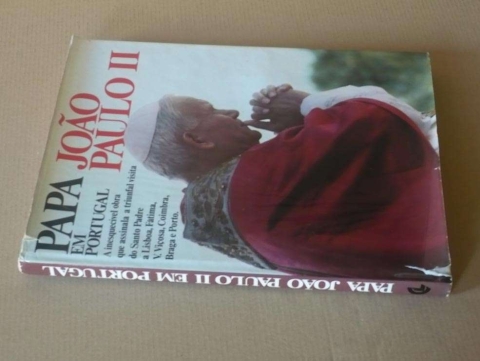 PAPA
JOÃO
PAULO II
EM
PORTUGAL
A inesquecível obra
que assinala a triunfal visita
do Santo Padre
a Lisboa, Fátima,
V. Viçosa, Coimbra,
Braga e Porto.
PAPA JOÃO PAULO II EM PORTUGAL